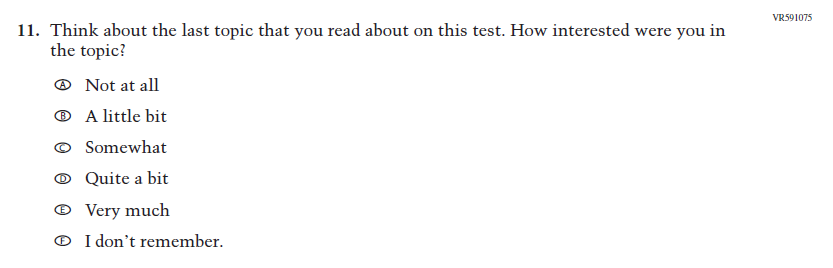 VR591075
11. Think about the last topic that you read about on this test. How interested were you in
the topic?
A Not at all
B A little bit
C Somewhat
D Quite a bit
E Very much
F I don't remember.